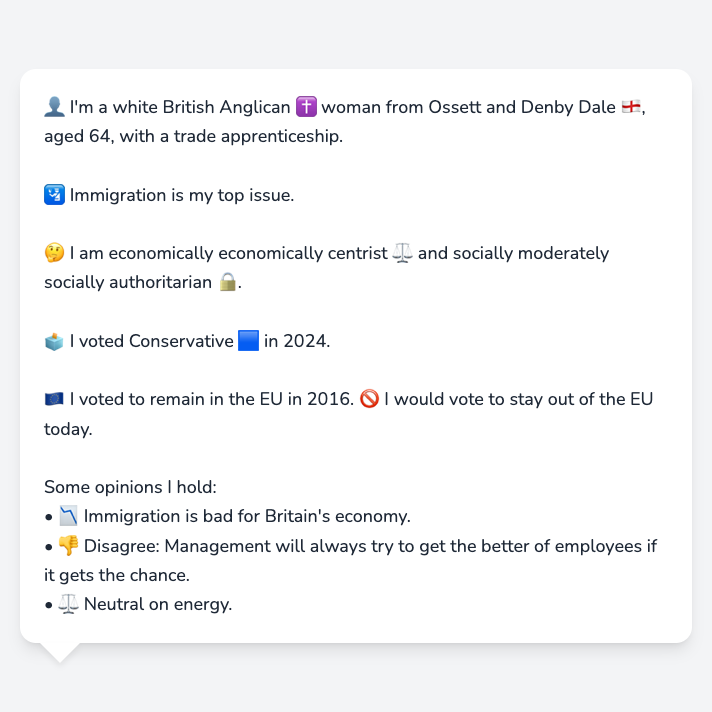 👤 I'm a white British Anglican ✝️ woman from Ossett and Denby Dale 🏴󠁧󠁢󠁥󠁮󠁧󠁿,
aged 64, with a trade apprenticeship.
🛂 Immigration is my top issue.
🤔 I am economically economically centrist ⚖️ and socially moderately
socially authoritarian 🔒.
🗳️ I voted Conservative 🟦 in 2024.
🇪🇺 I voted to remain in the EU in 2016. 🚫 I would vote to stay out of the EU
today.
Some opinions I hold:
• 📉 Immigration is bad for Britain's economy.
• 👎 Disagree: Management will always try to get the better of employees if
it gets the chance.
• ⚖️ Neutral on energy.